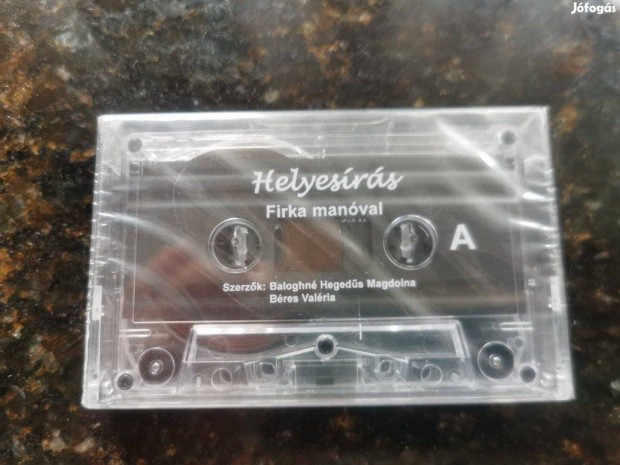 Jófogás
Helyesírás
Firka manóval
A
Szerzők: Baloghné Hegedűs Magdolna
Béres Valéria